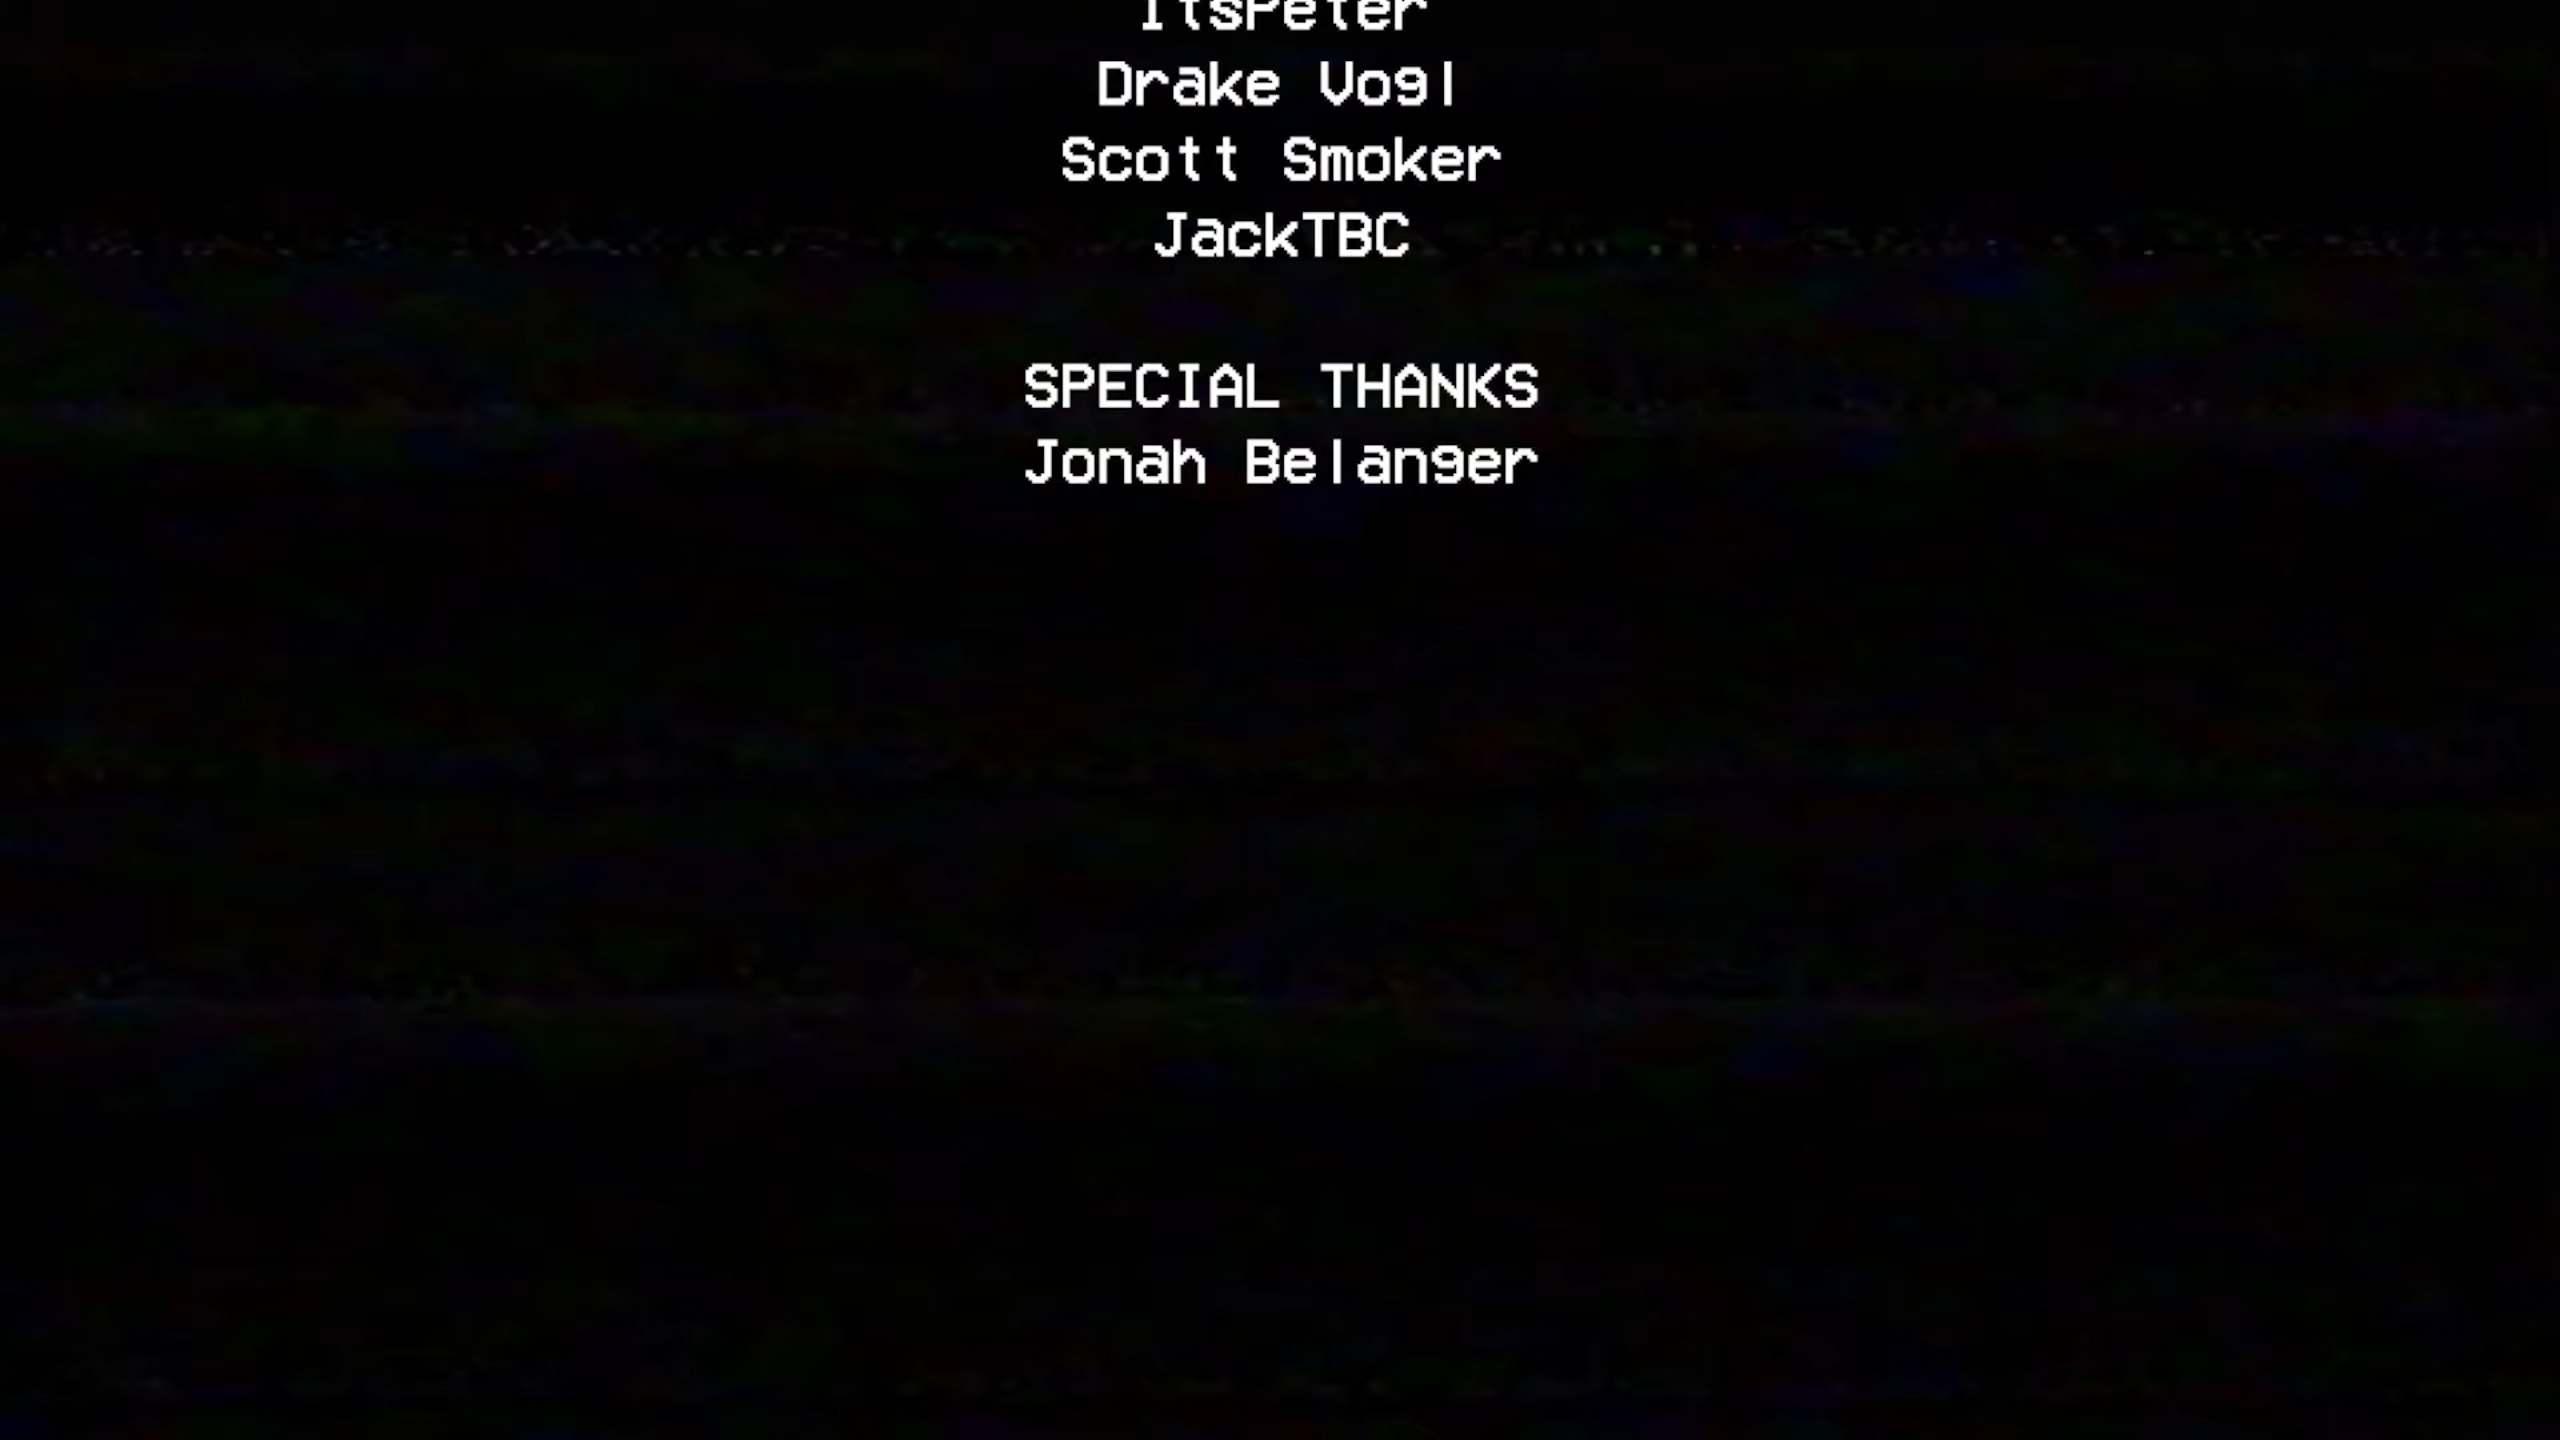 ItsPeter
Drake Vogl
Scott Smoker
JackTBC
SPECIAL THANKS
Jonah Belanger